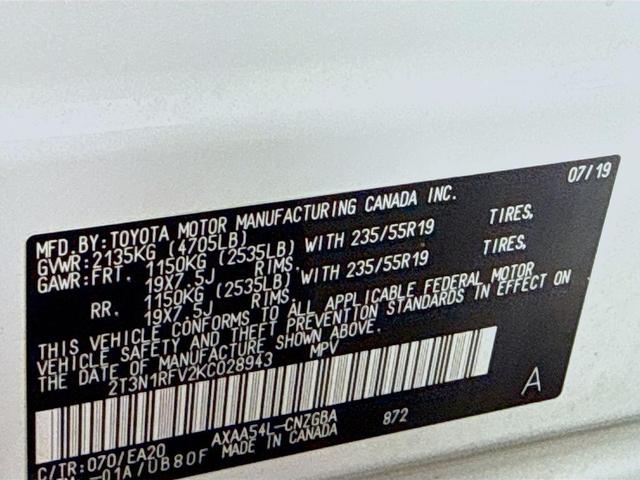 07/19
MFD.BY:TOYOTA MOTOR MANUFACTURING CANADA INC.
GVWR:2135KG (4705LB)
GAWR:FRT. 1150KG (2535LB) WITH 235/55R19 TIRES,
19X7.5J RIMS.
RR. 1150KG (2535LB) WITH 235/55R19 TIRES,
19X7.5J RIMS.
THIS VEHICLE CONFORMS TO ALL APPLICABLE FEDERAL MOTOR
VEHICLE SAFETY AND THEFT PREVENTION STANDARDS IN EFFECT ON
THE DATE OF MANUFACTURE SHOWN ABOVE.
2T3N1RFV2KC028943 MPV
A
C/TR:070/EA20 AXAA54L-CNZGBA 872
-01A/UB80F MADE IN CANADA